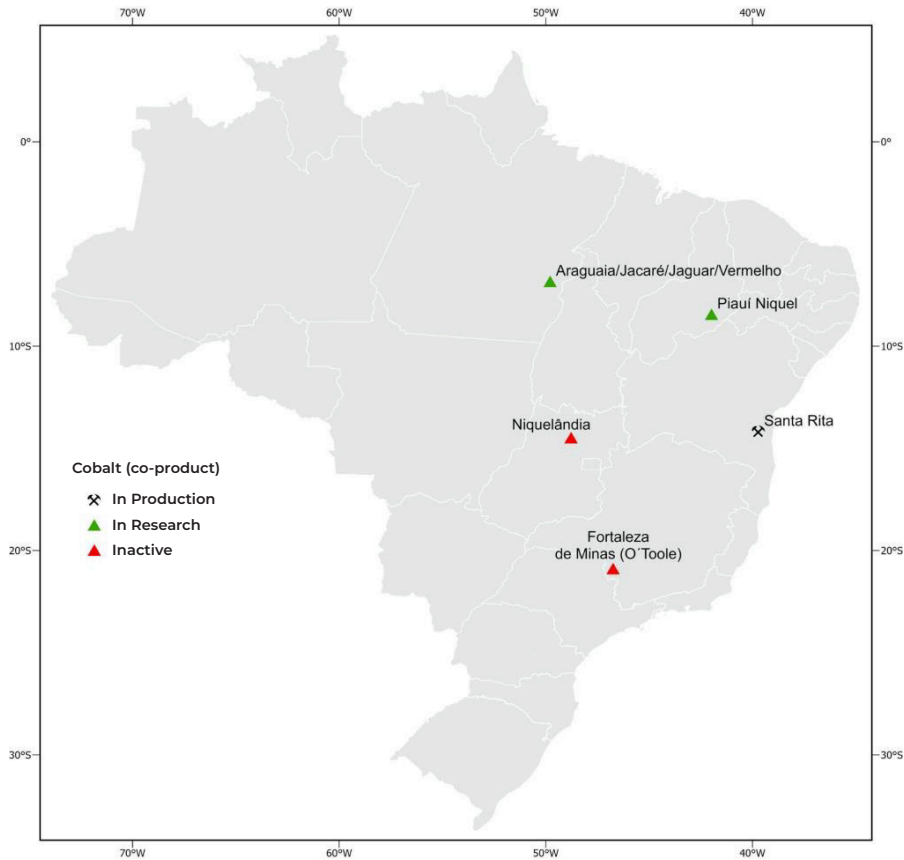 70°W
60°W
50°W
40°W
0°
0°
Araguaia/Jacaré/Jaguar/Vermelho
Piauí Niquel
10°S
10°S
Santa Rita
Niquelândia
Cobalt (co-product)
In Production
In Research
Inactive
Fortaleza
de Minas (O´Toole)
20°S
20°S
30°S
30°S
70°W
60°W
50°W
40°W